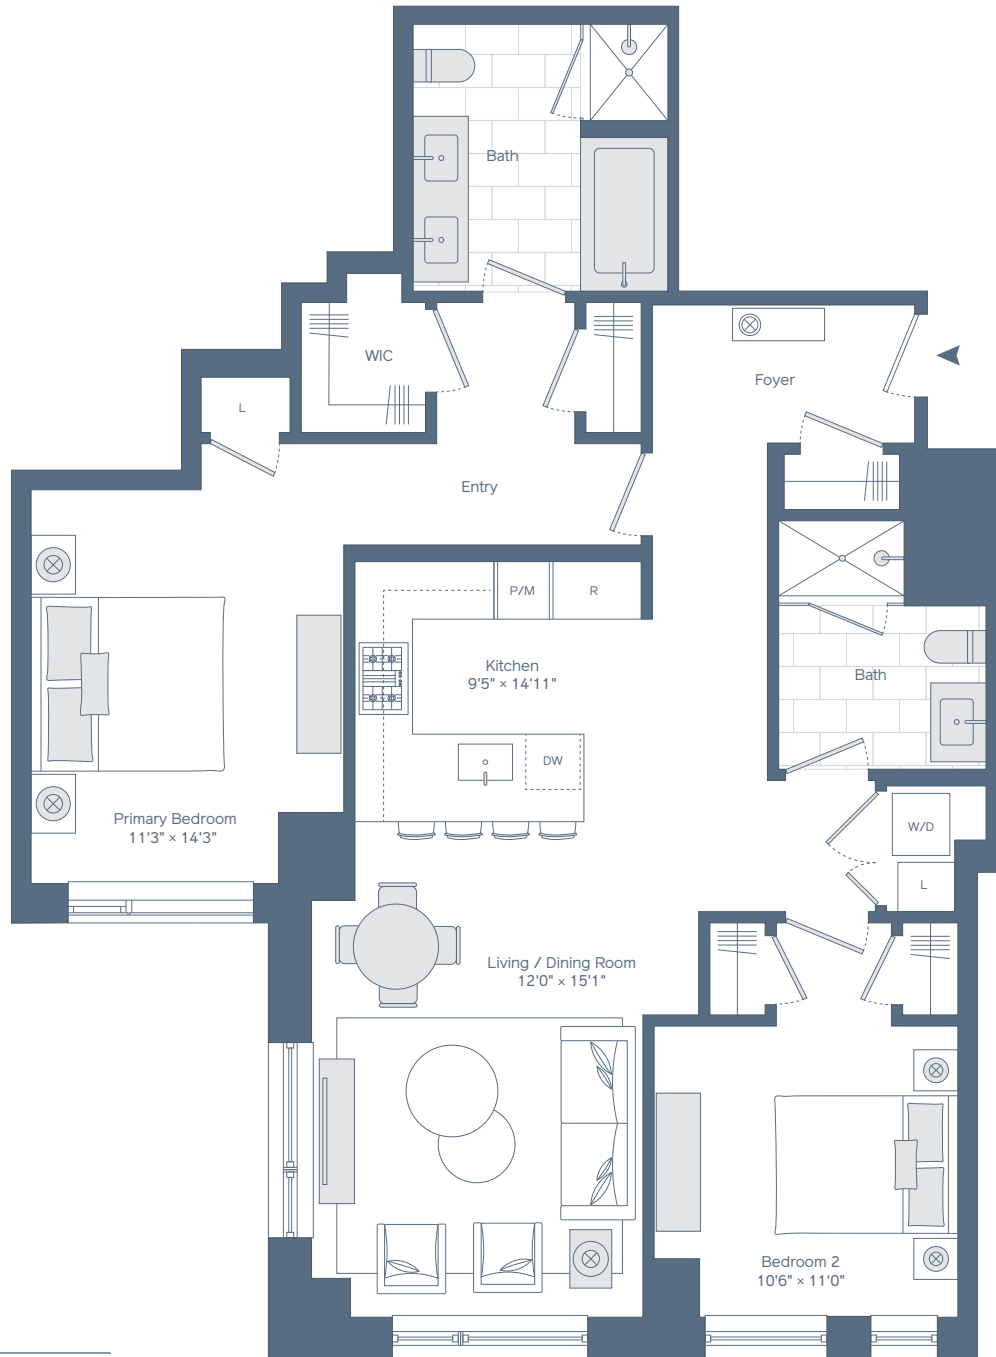 Bath
WIC
Foyer
L
Entry
P/M
R
Kitchen
9'5" × 14'11"
Bath
DW
Primary Bedroom
11'3" × 14'3"
W/D
L
Living / Dining Room
12'0" × 15'1"
Bedroom 2
10'6" × 11'0"